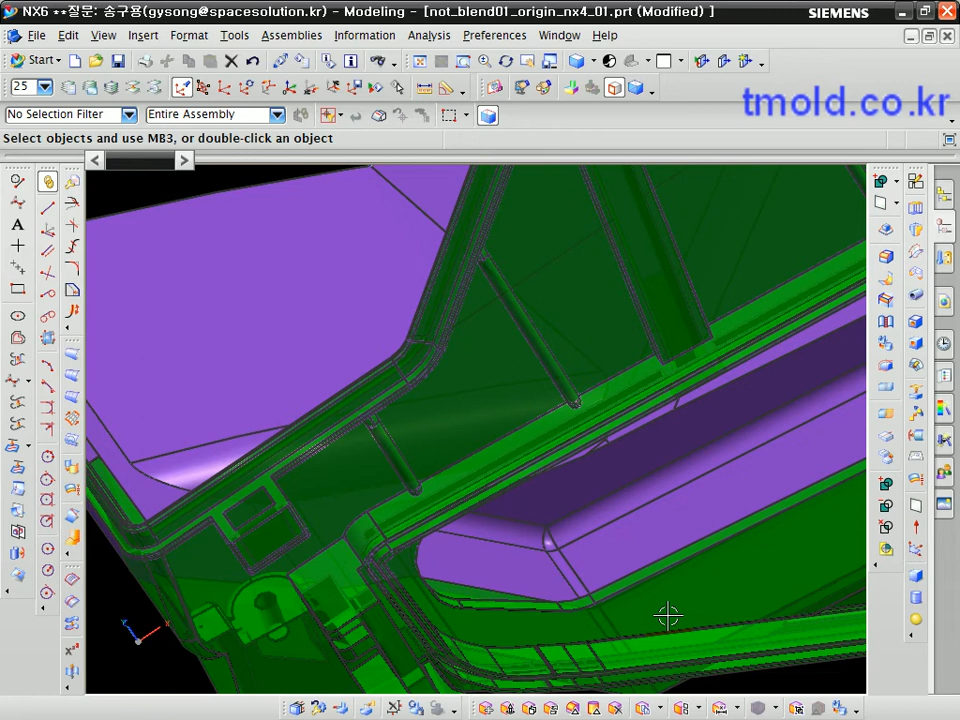 NX6 **질문: 송구용(gysong@spacesolution.kr) - Modeling - [not_blend01_origin_nx4_01.prt (Modified) ]
SIEMENS
File Edit View Insert Format Tools Assemblies Information Analysis Preferences Window Help
Start
25
tmold.co.kr
No Selection Filter Entire Assembly
Select objects and use MB3, or double-click an object
A
Y X